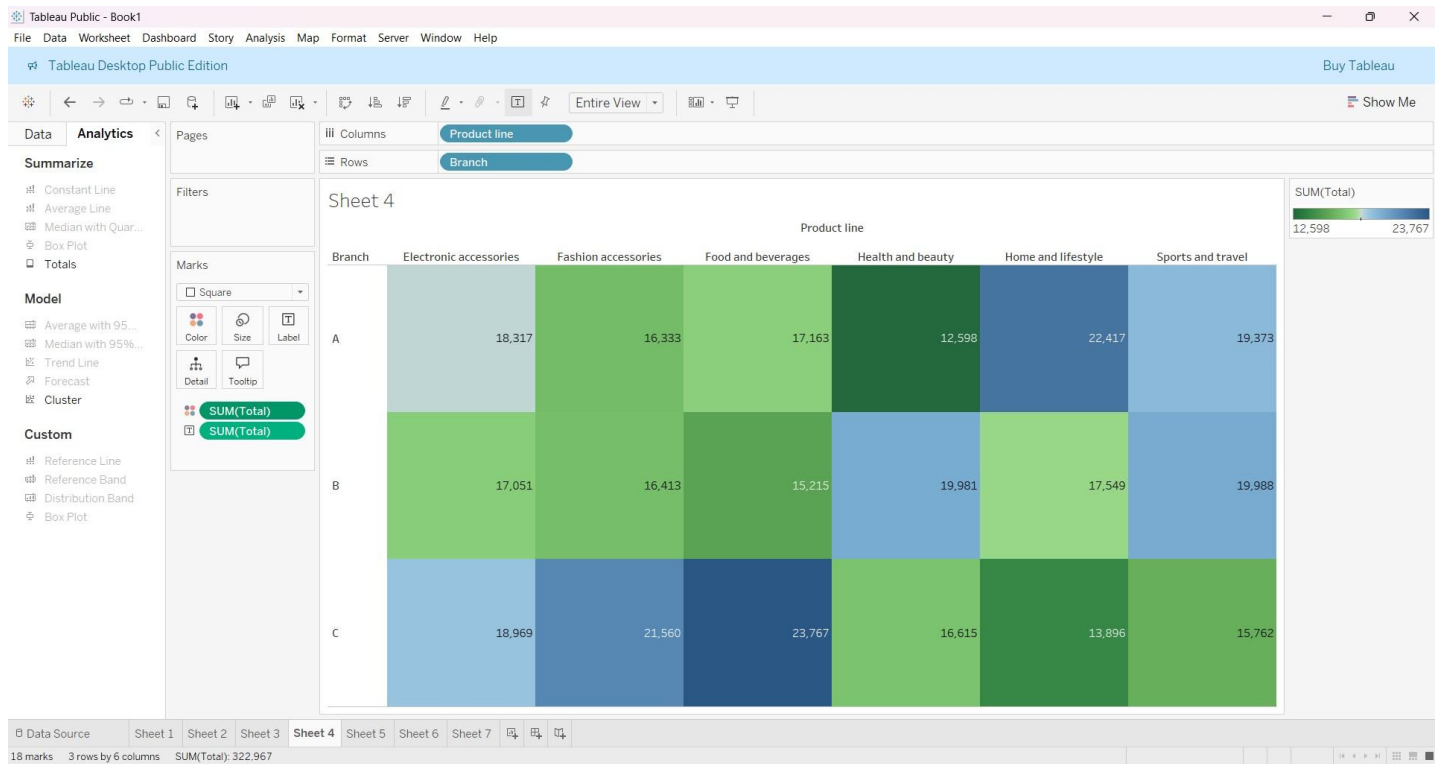 Tableau Public - Book1
File Data Worksheet Dashboard Story Analysis Map Format Server Window Help
Tableau Desktop Public Edition Buy Tableau
Entire View Show Me
Data Analytics
Summarize
Constant Line
Average Line
Median with Quar...
Box Plot
Totals
Model
Average with 95...
Median with 95%...
Trend Line
Forecast
Cluster
Custom
Reference Line
Reference Band
Distribution Band
Box Plot
Pages
Filters
Marks
Square
Color Size Label
Detail Tooltip
SUM(Total)
SUM(Total)
Columns Product line
Rows Branch
Sheet 4
Product line
Branch Electronic accessories Fashion accessories Food and beverages Health and beauty Home and lifestyle Sports and travel
A 18,317 16,333 17,163 12,598 22,417 19,373
B 17,051 16,413 15,215 19,981 17,549 19,988
C 18,969 21,560 23,767 16,615 13,896 15,762
SUM(Total)
12,598 23,767
Data Source Sheet 1 Sheet 2 Sheet 3 Sheet 4 Sheet 5 Sheet 6 Sheet 7
18 marks 3 rows by 6 columns SUM(Total): 322,967